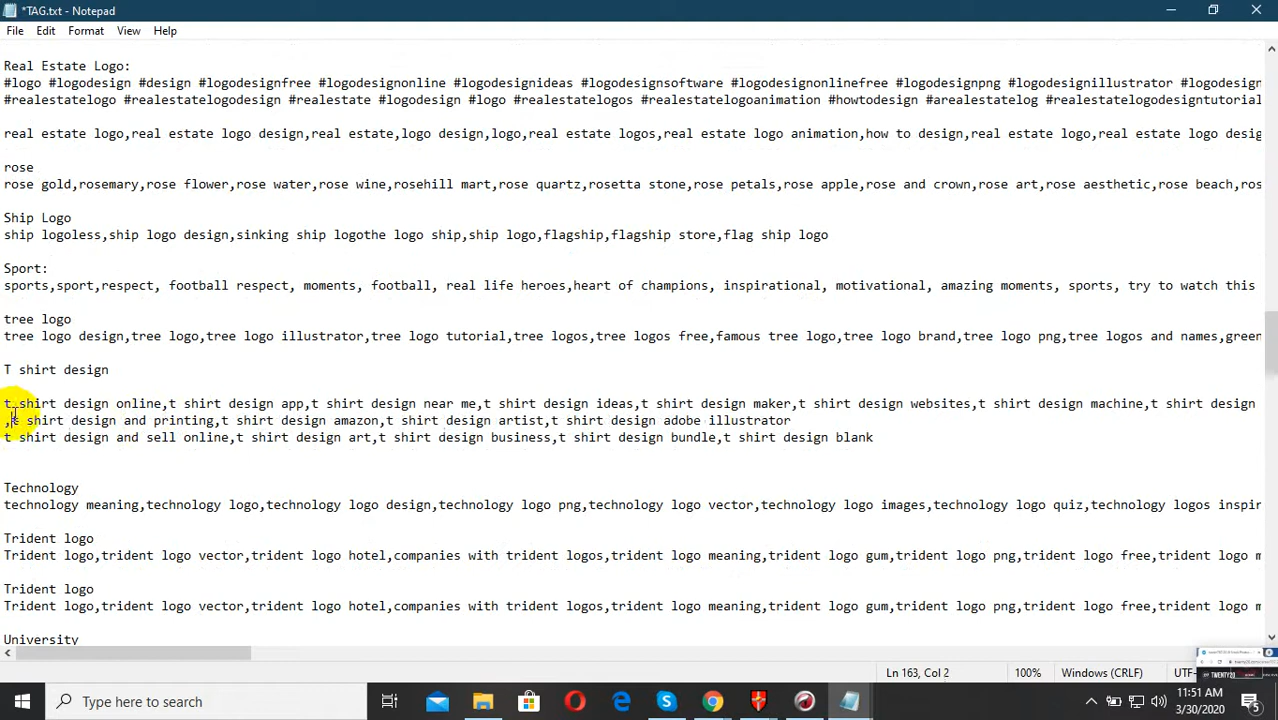 *TAG.txt - Notepad
File Edit Format View Help
Real Estate Logo:
#logo #logodesign #design #logodesignfree #logodesignonline #logodesignideas #logodesignsoftware #logodesignonlinefree #logodesignpng #logodesignillustrator #logodesign
#realestatelogo #realestatelogodesign #realestate #logodesign #logo #realestatelogos #realestatelogoanimation #howtodesign #arealestatelog #realestatelogodesigntutorial
real estate logo,real estate logo design,real estate,logo design,logo,real estate logos,real estate logo animation,how to design,real estate logo,real estate logo desig
rose
rose gold,rosemary,rose flower,rose water,rose wine,rosehill mart,rose quartz,rosetta stone,rose petals,rose apple,rose and crown,rose art,rose aesthetic,rose beach,ros
Ship Logo
ship logoless,ship logo design,sinking ship logothe logo ship,ship logo,flagship,flagship store,flag ship logo
Sport:
sports,sport,respect, football respect, moments, football, real life heroes,heart of champions, inspirational, motivational, amazing moments, sports, try to watch this
tree logo
tree logo design,tree logo,tree logo illustrator,tree logo tutorial,tree logos,tree logos free,famous tree logo,tree logo brand,tree logo png,tree logos and names,green
T shirt design
t shirt design online,t shirt design app,t shirt design near me,t shirt design ideas,t shirt design maker,t shirt design websites,t shirt design machine,t shirt design
,t shirt design and printing,t shirt design amazon,t shirt design artist,t shirt design adobe illustrator
t shirt design and sell online,t shirt design art,t shirt design business,t shirt design bundle,t shirt design blank
Technology
technology meaning,technology logo,technology logo design,technology logo png,technology logo vector,technology logo images,technology logo quiz,technology logos inspir
Trident logo
Trident logo,trident logo vector,trident logo hotel,companies with trident logos,trident logo meaning,trident logo gum,trident logo png,trident logo free,trident logo m
Trident logo
Trident logo,trident logo vector,trident logo hotel,companies with trident logos,trident logo meaning,trident logo gum,trident logo png,trident logo free,trident logo m
University
Ln 163, Col 2 100% Windows (CRLF) UTF-
TWENTY20
Type here to search
11:51 AM
3/30/2020
5